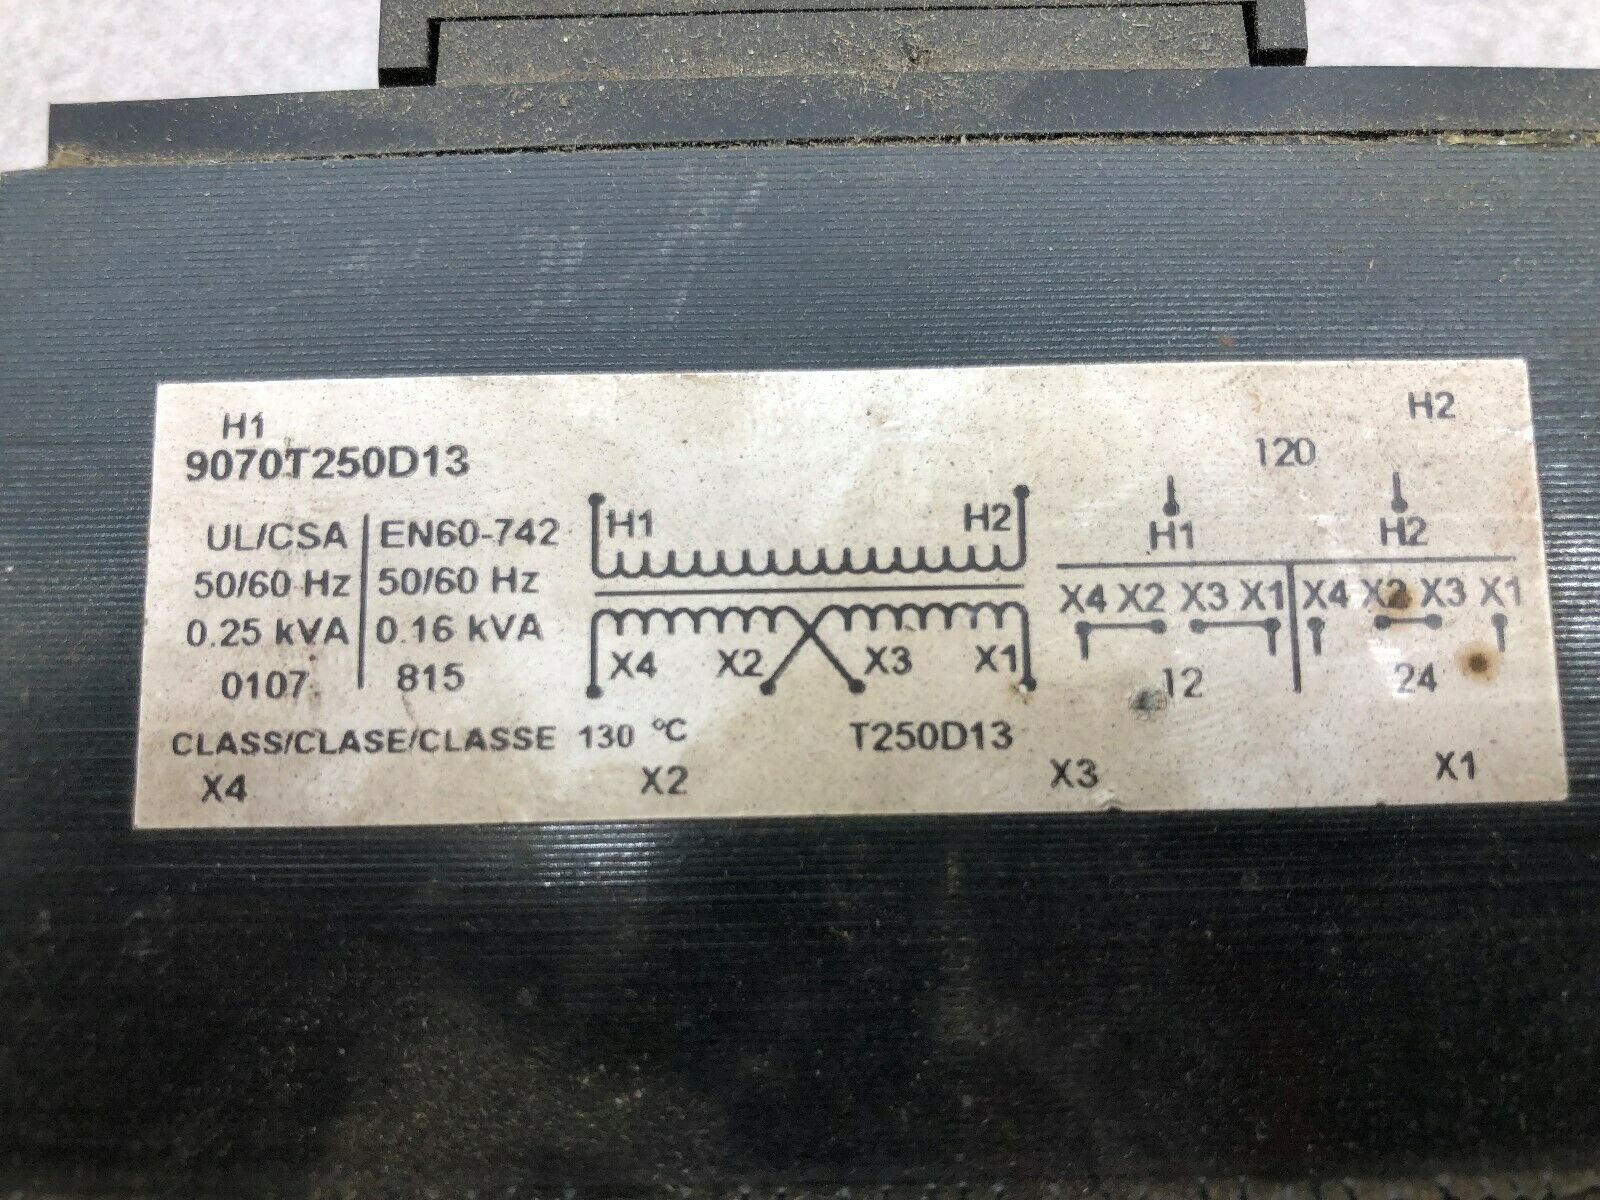 H1 H2
9070T250D13 120
UL/CSA EN60-742 H1 H2 H1 H2
50/60 Hz 50/60 Hz
0.25 kVA 0.16 kVA X4 X2 X3 X1 X4 X2 X3 X1
0107 815 X4 X2 X3 X1 12 24
CLASS/CLASE/CLASSE 130 °C T250D13
X4 X2 X3 X1